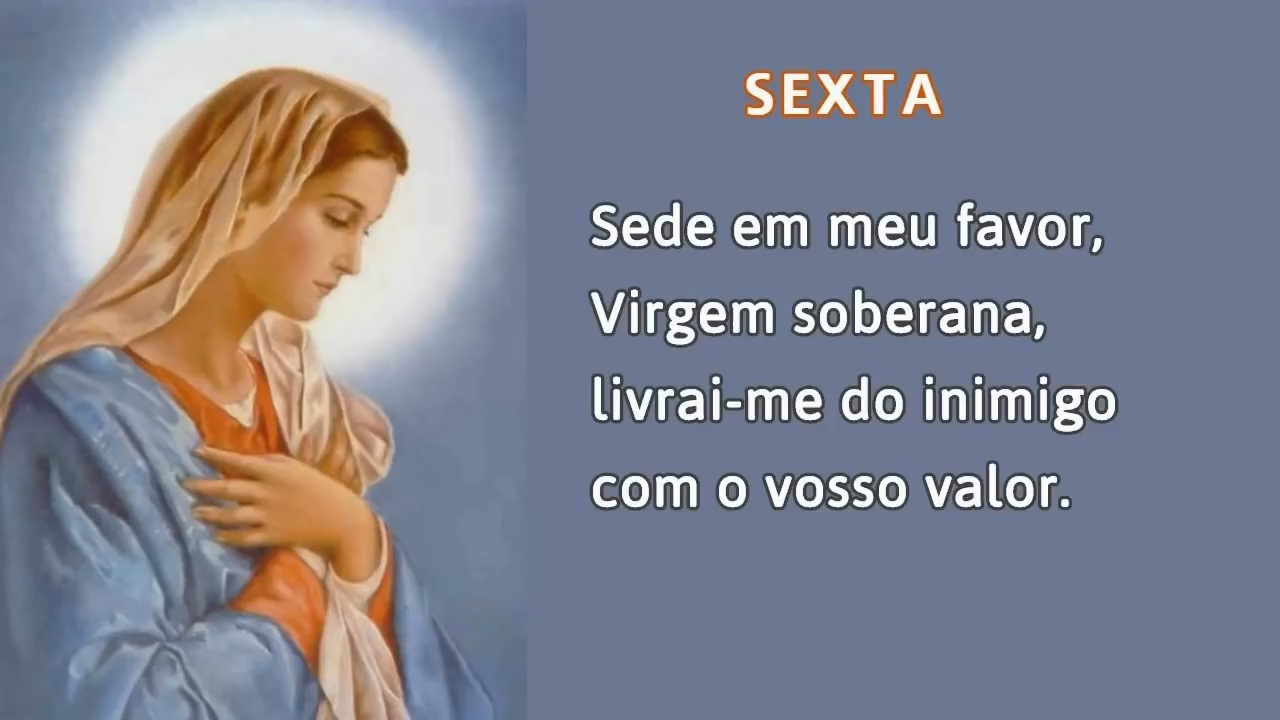 SEXTA
Sede em meu favor,
Virgem soberana,
livrai-me do inimigo
com o vosso valor.